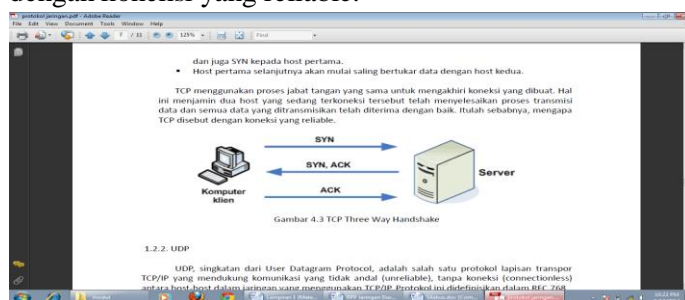 dengan koneksi yang reliable.
protokol jaringan.pdf - Adobe Reader
File Edit View Document Tools Window Help
7 / 33 125% Find
dan juga SYN kepada host pertama.
▪ Host pertama selanjutnya akan mulai saling bertukar data dengan host kedua.
TCP menggunakan proses jabat tangan yang sama untuk mengakhiri koneksi yang dibuat. Hal
ini menjamin dua host yang sedang terkoneksi tersebut telah menyelesaikan proses transmisi
data dan semua data yang ditransmisikan telah diterima dengan baik. Itulah sebabnya, mengapa
TCP disebut dengan koneksi yang reliable.
SYN
SYN, ACK
Server
Komputer
klien
ACK
Gambar 4.3 TCP Three Way Handshake
1.2.2. UDP
UDP, singkatan dari User Datagram Protocol, adalah salah satu protokol lapisan transpor
TCP/IP yang mendukung komunikasi yang tidak andal (unreliable), tanpa koneksi (connectionless)
antara host-host dalam jaringan yang menggunakan TCP/IP. Protokol ini didefinisikan dalam RFC 768
protokol jaringan...
10:22 PM